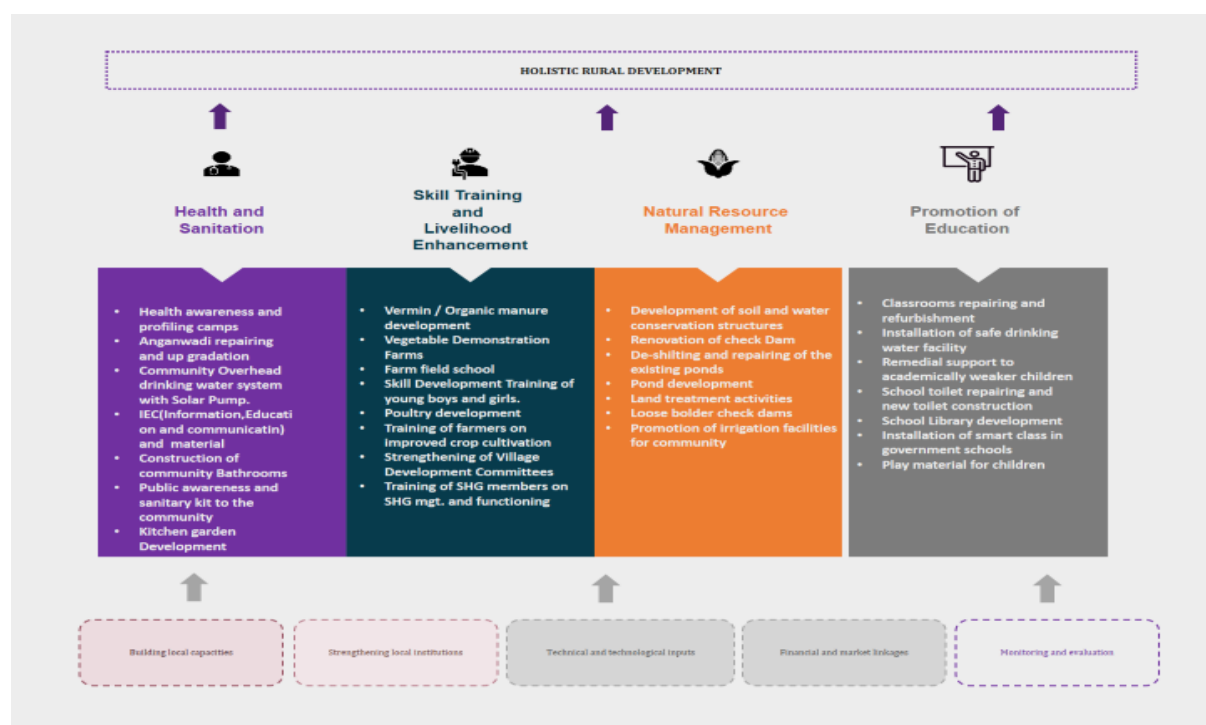 HOLISTIC RURAL DEVELOPMENT
Health and
Sanitation
Skill Training
and
Livelihood
Enhancement
Natural Resource
Management
Promotion of
Education
• Health awareness and
profiling camps
• Anganwadi repairing
and up gradation
• Community Overhead
drinking water system
with Solar Pump.
• IEC(Information,Educati
on and communicatin)
and material
• Construction of
community Bathrooms
• Public awareness and
sanitary kit to the
community
• Kitchen garden
Development
• Vermin / Organic manure
development
• Vegetable Demonstration
Farms
• Farm field school
• Skill Development Training of
young boys and girls.
• Poultry development
• Training of farmers on
improved crop cultivation
• Strengthening of Village
Development Committees
• Training of SHG members on
SHG mgt. and functioning
• Development of soil and water
conservation structures
• Renovation of check Dam
• De-shilting and repairing of the
existing ponds
• Pond development
• Land treatment activities
• Loose bolder check dams
• Promotion of irrigation facilities
for community
• Classrooms repairing and
refurbishment
• Installation of safe drinking
water facility
• Remedial support to
academically weaker children
• School toilet repairing and
new toilet construction
• School Library development
• Installation of smart class in
government schools
• Play material for children
Building local capacities
Strengthening local institutions
Technical and technological inputs
Financial and market linkages
Monitoring and evaluation